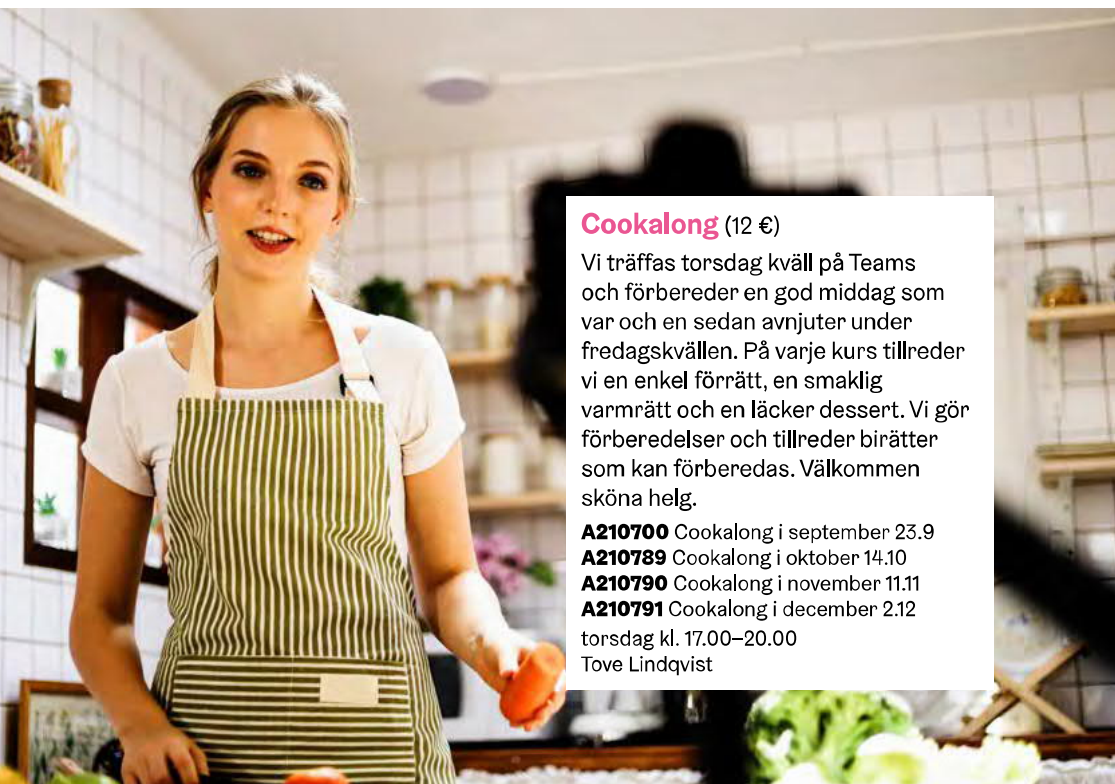 Cookalong (12 €)
Vi träffas torsdag kväll på Teams
och förbereder en god middag som
var och en sedan avnjuter under
fredagskvällen. På varje kurs tillreder
vi en enkel förrätt, en smaklig
varmrätt och en läcker dessert. Vi gör
förberedelser och tillreder birätter
som kan förberedas. Välkommen
sköna helg.
A210700 Cookalong i september 23.9
A210789 Cookalong i oktober 14.10
A210790 Cookalong i november 11.11
A210791 Cookalong i december 2.12
torsdag kl. 17.00–20.00
Tove Lindqvist